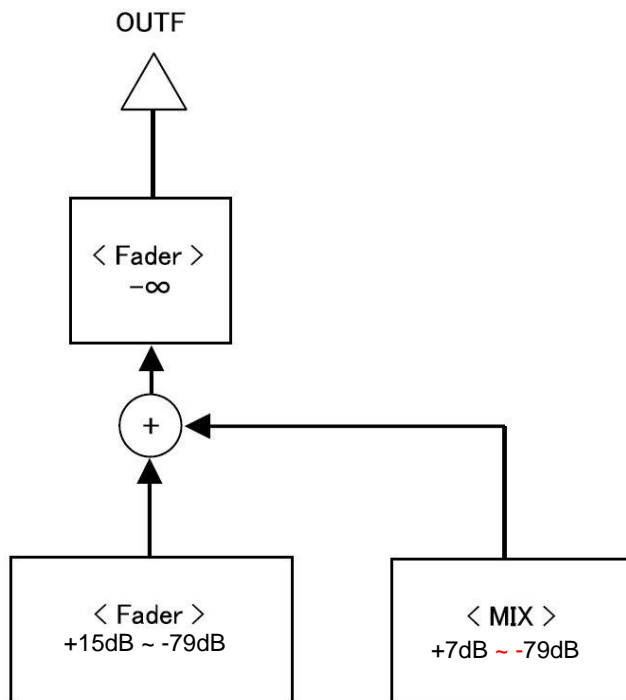 OUTF
< Fader >
-∞
+
< Fader >
+15dB ~ -79dB
< MIX >
+7dB ~ -79dB